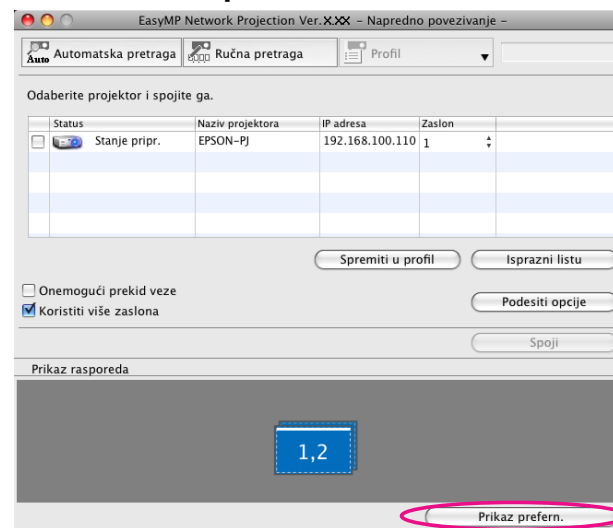 EasyMP Network Projection Ver.X.XX - Napredno povezivanje -
Auto Automatska pretraga Ručna pretraga Profil
Odaberite projektor i spojite ga.
Status Naziv projektora IP adresa Zaslon
Stanje pripr. EPSON-PJ 192.168.100.110 1
Spremiti u profil Isprazni listu
Onemogući prekid veze
Koristiti više zaslona
Podesiti opcije
Spoji
Prikaz rasporeda
1,2
Prikaz prefern.